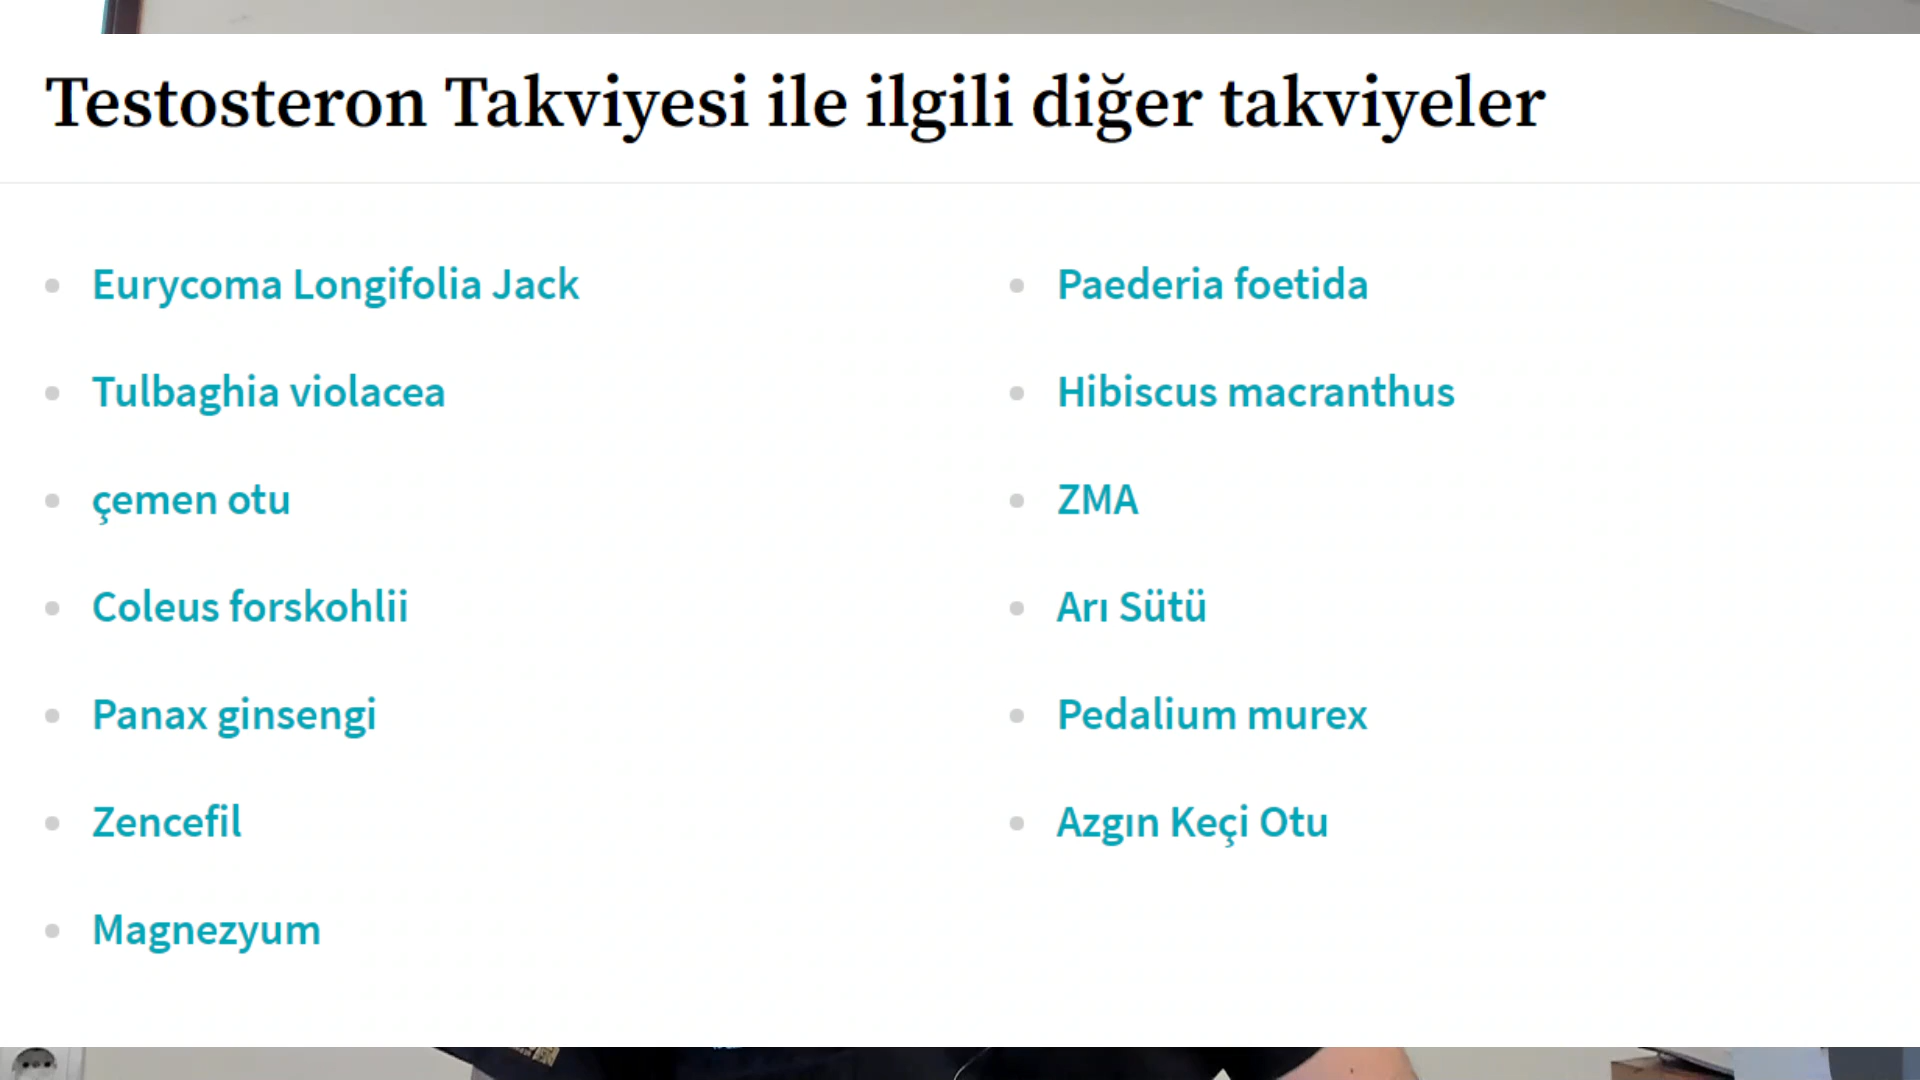 Testosteron Takviyesi ile ilgili diğer takviyeler
Eurycoma Longifolia Jack
Tulbaghia violacea
çemen otu
Coleus forskohlii
Panax ginsengi
Zencefil
Magnezyum
Paederia foetida
Hibiscus macranthus
ZMA
Arı Sütü
Pedalium murex
Azgın Keçi Otu